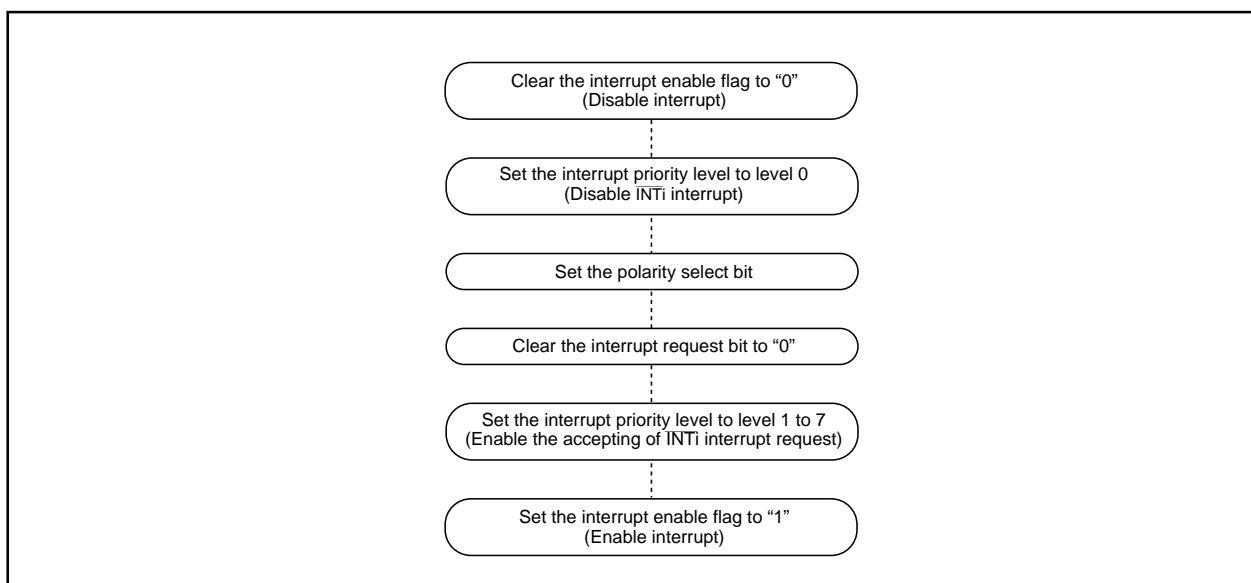 Clear the interrupt enable flag to “0”
(Disable interrupt)
Set the interrupt priority level to level 0
(Disable INTi interrupt)
Set the polarity select bit
Clear the interrupt request bit to “0”
Set the interrupt priority level to level 1 to 7
(Enable the accepting of INTi interrupt request)
Set the interrupt enable flag to “1”
(Enable interrupt)